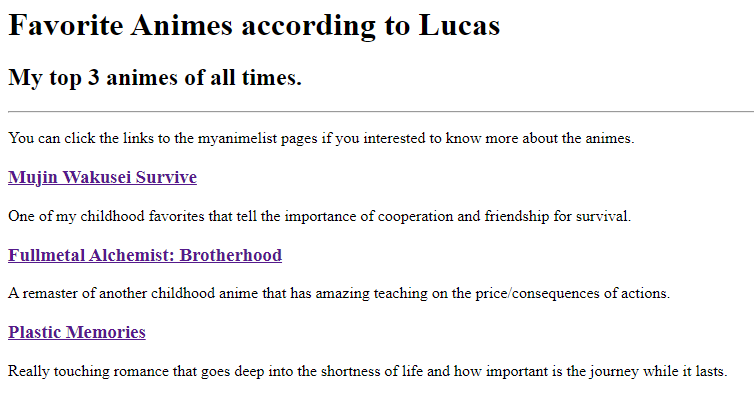 Favorite Animes according to Lucas
My top 3 animes of all times.
You can click the links to the myanimelist pages if you interested to know more about the animes.
Mujin Wakusei Survive
One of my childhood favorites that tell the importance of cooperation and friendship for survival.
Fullmetal Alchemist: Brotherhood
A remaster of another childhood anime that has amazing teaching on the price/consequences of actions.
Plastic Memories
Really touching romance that goes deep into the shortness of life and how important is the journey while it lasts.